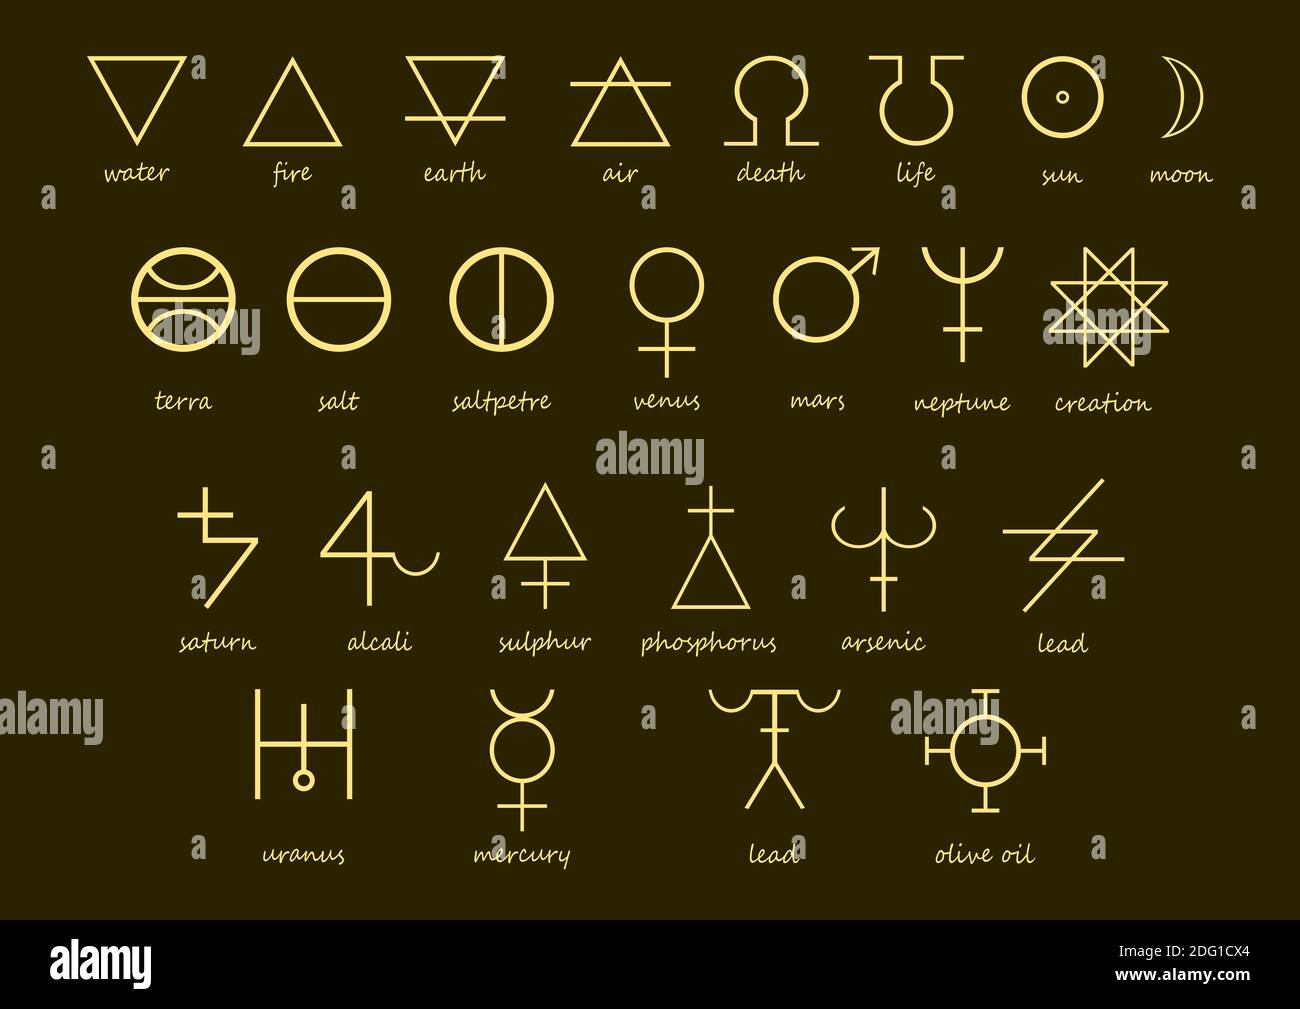 water fire earth air death life sun moon
terra salt saltpetre venus mars neptune creation
alamy
saturn alcali sulphur phosphorus arsenic lead
alamy alamy
uranus mercury lead olive oil
alamy
Image ID: 2DG1CX4
www.alamy.com